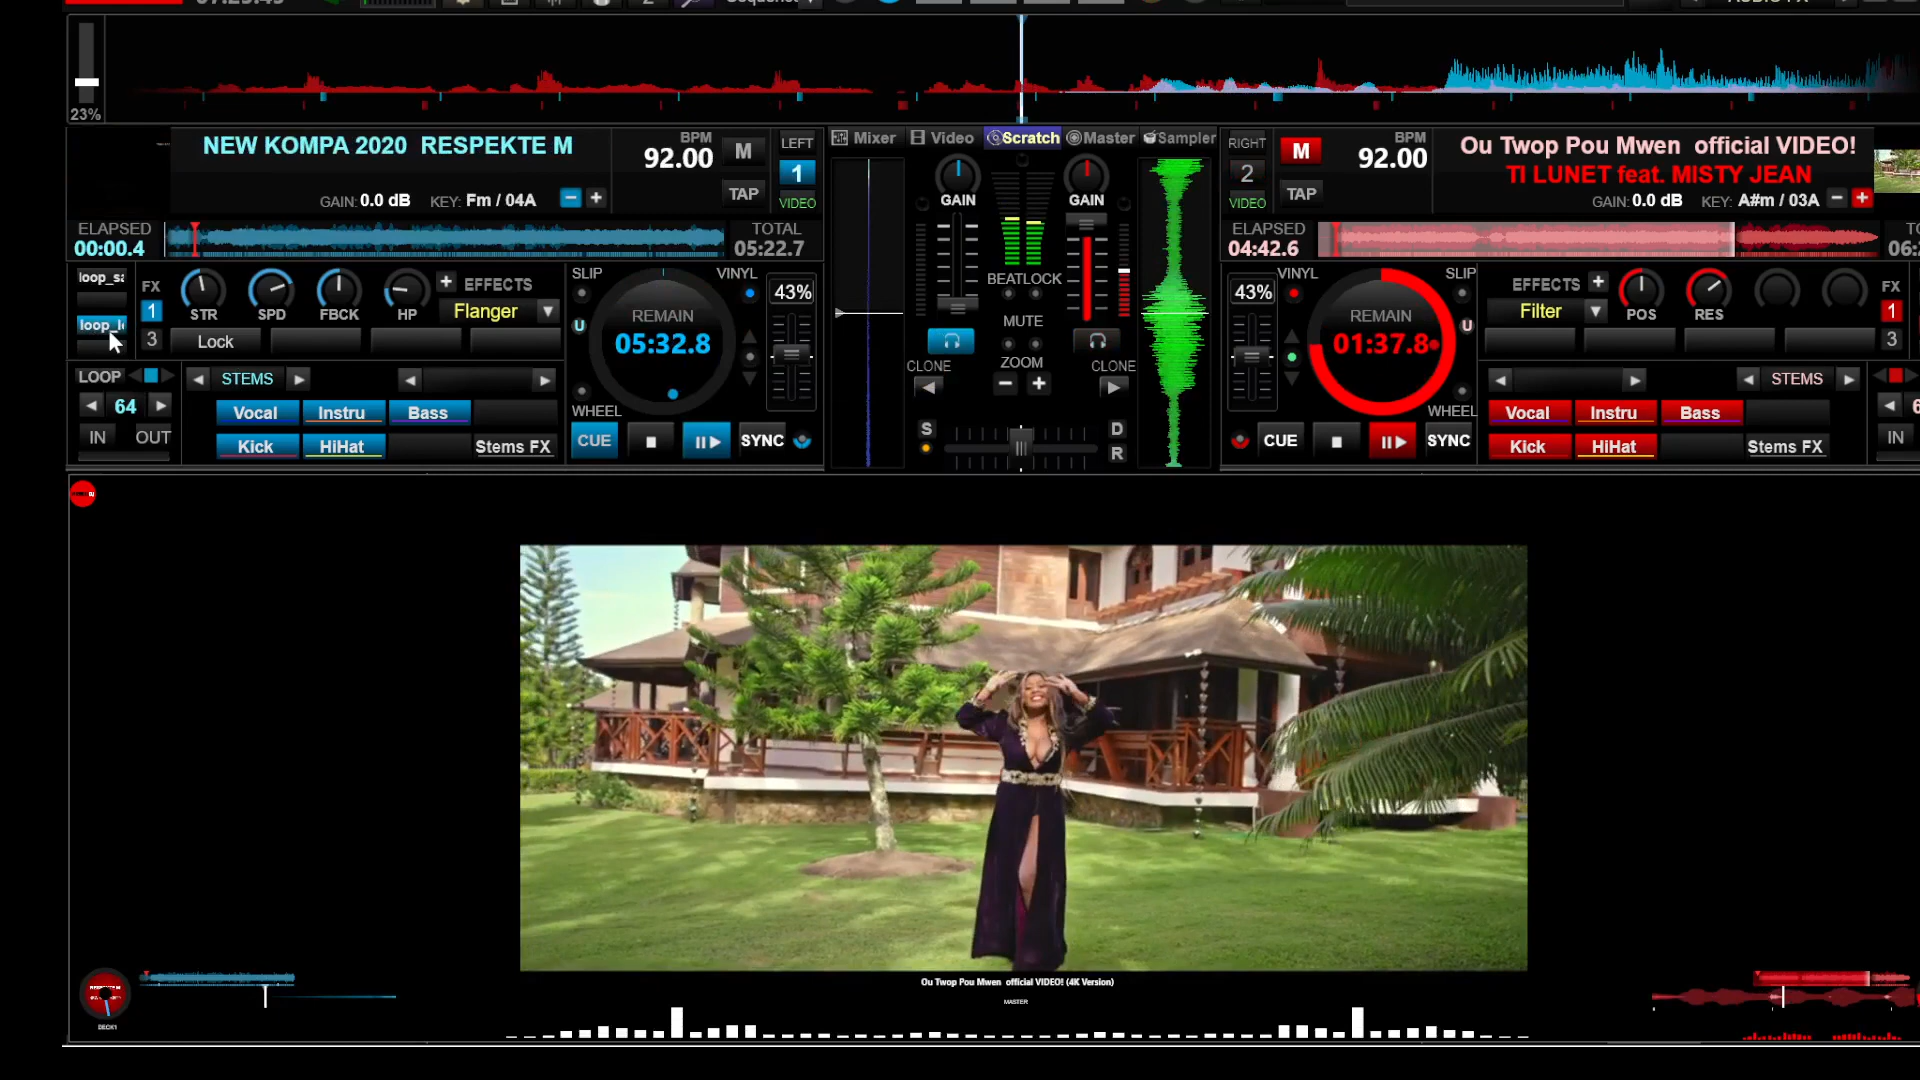 23%
NEW KOMPA 2020 RESPEKTE M
BPM
92.00
M
TAP
GAIN: 0.0 dB KEY: Fm / 04A
LEFT
1
VIDEO
Mixer Video Scratch Master Sampler
GAIN GAIN
BEATLOCK
MUTE
ZOOM
CLONE CLONE
S D
R
RIGHT
2
VIDEO
M
TAP
BPM
92.00
Ou Twop Pou Mwen official VIDEO!
TI LUNET feat. MISTY JEAN
GAIN: 0.0 dB KEY: A#m / 03A
ELAPSED
00:00.4
TOTAL
05:22.7
ELAPSED
04:42.6
loop_sa
loop_l
FX
1
3
STR SPD FBCK HP
EFFECTS
Flanger
Lock
SLIP VINYL
U
REMAIN
05:32.8
43%
WHEEL
CUE SYNC
LOOP
64
IN OUT
STEMS
Vocal Instru Bass
Kick HiHat Stems FX
43%
VINYL SLIP
REMAIN
01:37.8
U
WHEEL
CUE SYNC
EFFECTS
Filter
POS RES
FX
1
3
STEMS
Vocal Instru Bass
Kick HiHat Stems FX
IN
Ou Twop Pou Mwen official VIDEO! (4K Version)
MASTER
DECK1